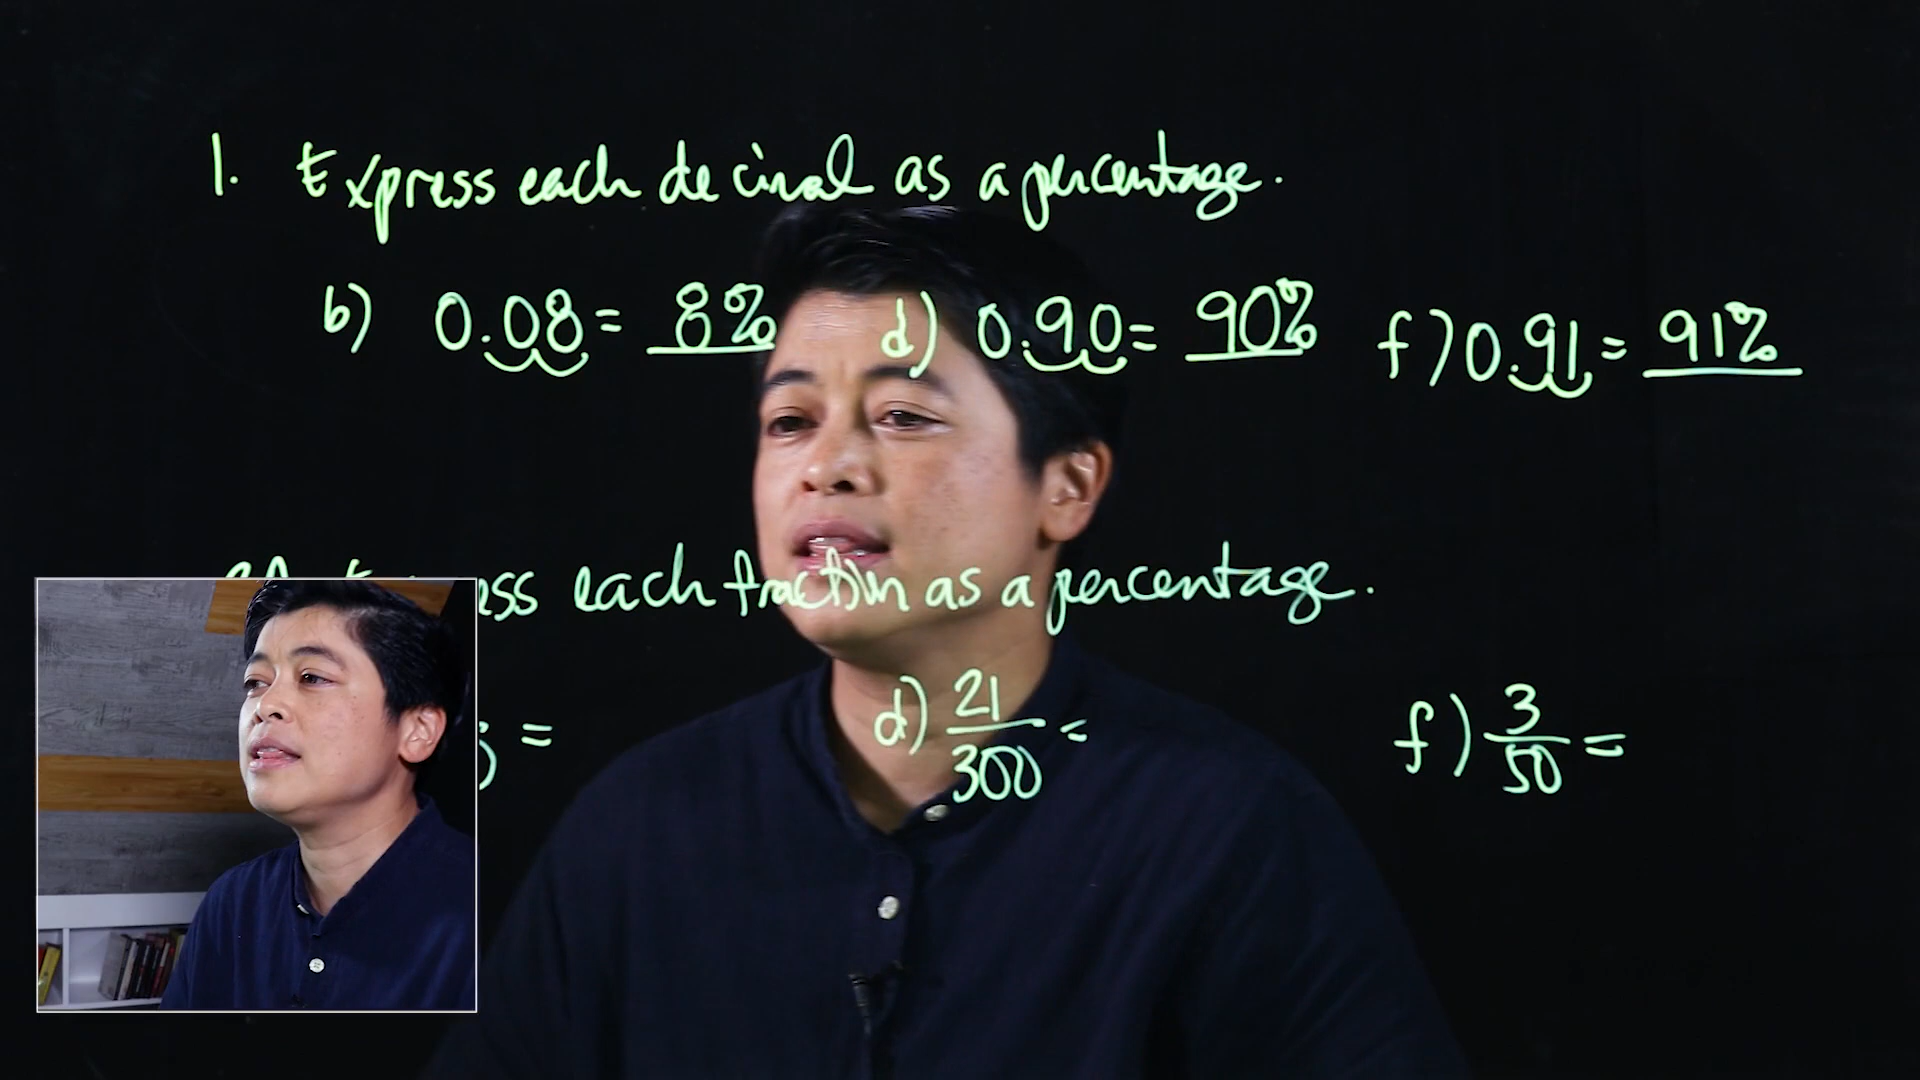 1. Express each decimal as a percentage.
b) 0.08 = 8% d) 0.90 = 90% f) 0.91 = 91%
each fraction as a percentage.
= d) 21/300 = f) 3/50 =